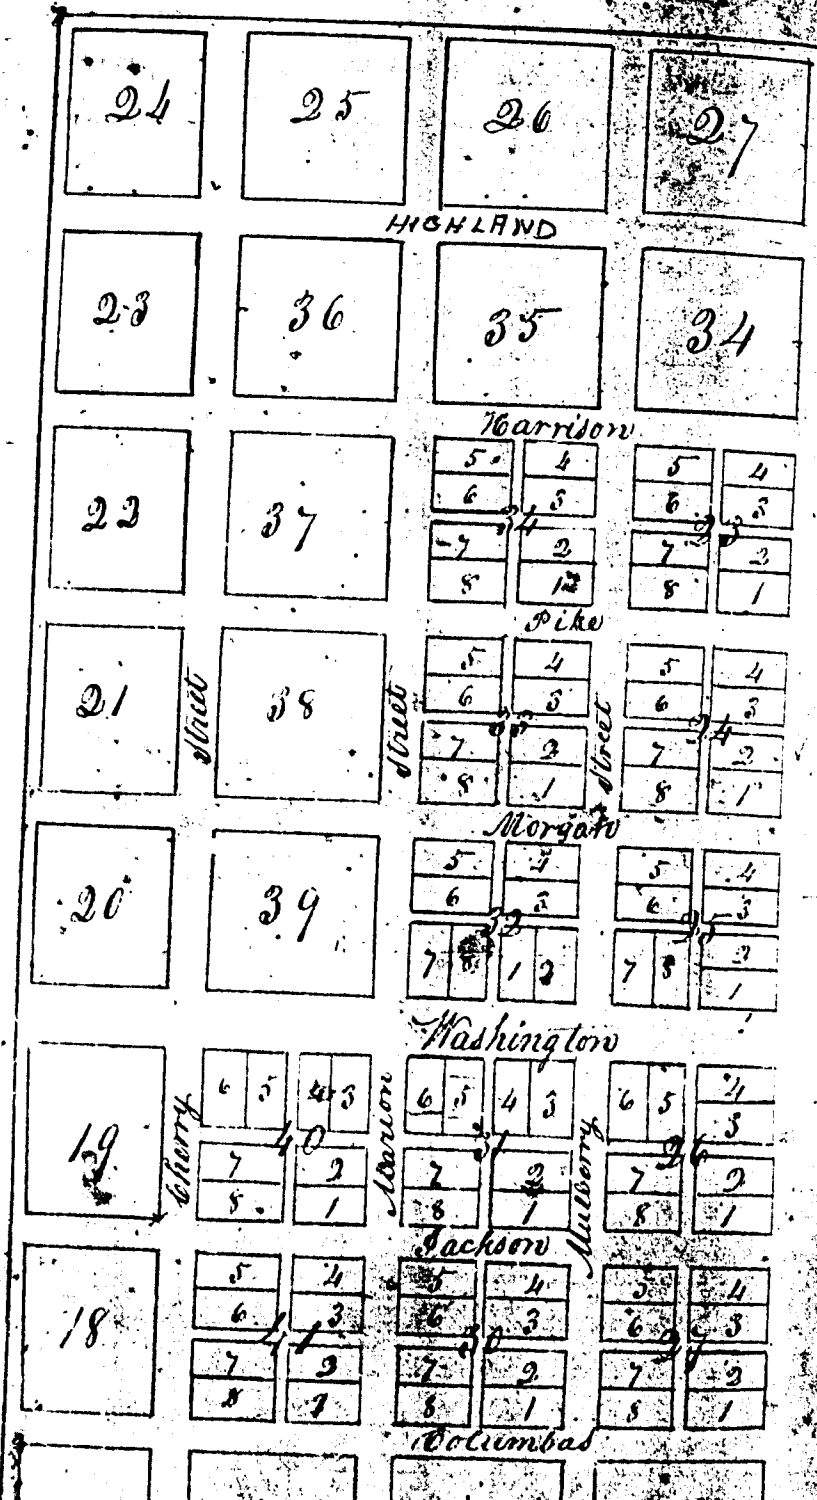 24 25 26 27
HIGHLAND
23 36 35 34
Harrison
22 37
5 4 5 4
6 3 6 3
34 23
7 2 7 2
8 1 8 1
Pike
21 38
5 4 5 4
6 3 6 3
33 24
7 2 7 2
8 1 8 1
Street Street Street
Morgan
20 39
5 4 5 4
6 3 6 3
32 25
7 1 2 7 8 2
1
Washington
19
6 5 4 3 6 5 4 3 6 5 4
3
40 31 26
7 2 7 2 7 2
8 1 8 1 8 1
Cherry Marion Mulberry
Jackson
18
5 4 5 4 5 4
6 3 6 3 6 3
41 30 27
7 2 7 2 7 2
8 1 8 1 8 1
Columbus